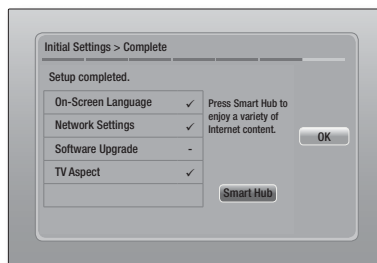 Initial Settings > Complete
Setup completed.
On-Screen Language ✓
Network Settings ✓
Software Upgrade -
TV Aspect ✓
Press Smart Hub to
enjoy a variety of
Internet content.
Smart Hub
OK